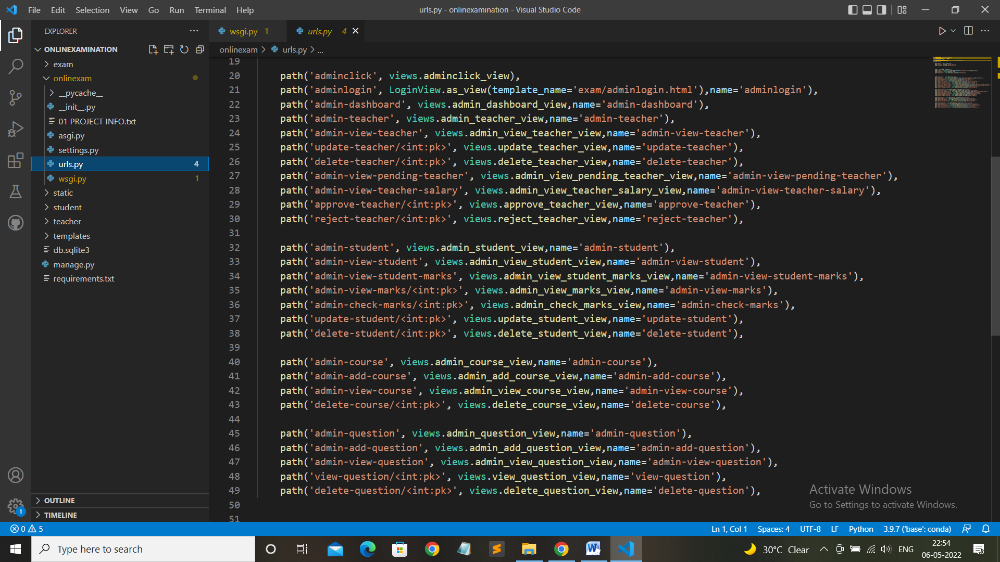 File Edit Selection View Go Run Terminal Help
urls.py - onlinexamination - Visual Studio Code
EXPLORER
ONLINEXAMINATION
exam
onlinexam
__pycache__
__init__.py
01 PROJECT INFO.txt
asgi.py
settings.py
urls.py 4
wsgi.py 1
static
student
teacher
templates
db.sqlite3
manage.py
requirements.txt
OUTLINE
TIMELINE
wsgi.py 1
urls.py 4
onlinexam > urls.py > ...
19
20 path('adminclick', views.adminclick_view),
21 path('adminlogin', LoginView.as_view(template_name='exam/adminlogin.html'),name='adminlogin'),
22 path('admin-dashboard', views.admin_dashboard_view,name='admin-dashboard'),
23 path('admin-teacher', views.admin_teacher_view,name='admin-teacher'),
24 path('admin-view-teacher', views.admin_view_teacher_view,name='admin-view-teacher'),
25 path('update-teacher/<int:pk>', views.update_teacher_view,name='update-teacher'),
26 path('delete-teacher/<int:pk>', views.delete_teacher_view,name='delete-teacher'),
27 path('admin-view-pending-teacher', views.admin_view_pending_teacher_view,name='admin-view-pending-teacher'),
28 path('admin-view-teacher-salary', views.admin_view_teacher_salary_view,name='admin-view-teacher-salary'),
29 path('approve-teacher/<int:pk>', views.approve_teacher_view,name='approve-teacher'),
30 path('reject-teacher/<int:pk>', views.reject_teacher_view,name='reject-teacher'),
31
32 path('admin-student', views.admin_student_view,name='admin-student'),
33 path('admin-view-student', views.admin_view_student_view,name='admin-view-student'),
34 path('admin-view-student-marks', views.admin_view_student_marks_view,name='admin-view-student-marks'),
35 path('admin-view-marks/<int:pk>', views.admin_view_marks_view,name='admin-view-marks'),
36 path('admin-check-marks/<int:pk>', views.admin_check_marks_view,name='admin-check-marks'),
37 path('update-student/<int:pk>', views.update_student_view,name='update-student'),
38 path('delete-student/<int:pk>', views.delete_student_view,name='delete-student'),
39
40 path('admin-course', views.admin_course_view,name='admin-course'),
41 path('admin-add-course', views.admin_add_course_view,name='admin-add-course'),
42 path('admin-view-course', views.admin_view_course_view,name='admin-view-course'),
43 path('delete-course/<int:pk>', views.delete_course_view,name='delete-course'),
44
45 path('admin-question', views.admin_question_view,name='admin-question'),
46 path('admin-add-question', views.admin_add_question_view,name='admin-add-question'),
47 path('admin-view-question', views.admin_view_question_view,name='admin-view-question'),
48 path('view-question/<int:pk>', views.view_question_view,name='view-question'),
49 path('delete-question/<int:pk>', views.delete_question_view,name='delete-question'),
50
51
Activate Windows
Go to Settings to activate Windows.
1
0 5
Ln 1, Col 1 Spaces: 4 UTF-8 LF Python 3.9.7 ('base': conda)
Type here to search
30°C Clear
ENG
22:54
06-05-2022